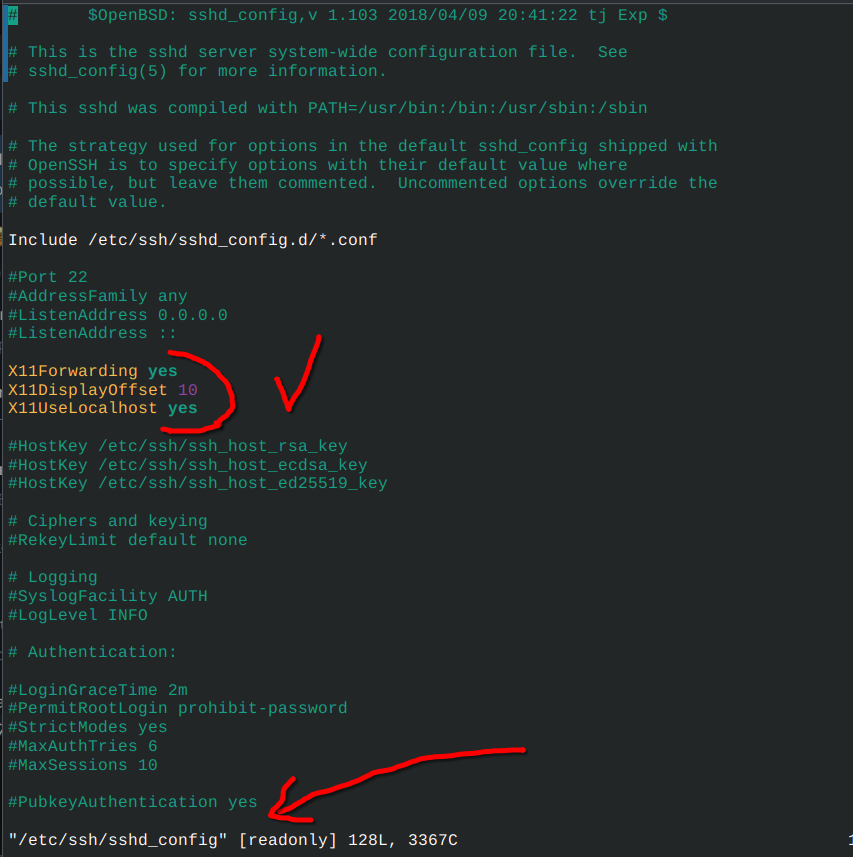 #       $OpenBSD: sshd_config,v 1.103 2018/04/09 20:41:22 tj Exp $
# This is the sshd server system-wide configuration file.  See
# sshd_config(5) for more information.
# This sshd was compiled with PATH=/usr/bin:/bin:/usr/sbin:/sbin
# The strategy used for options in the default sshd_config shipped with
# OpenSSH is to specify options with their default value where
# possible, but leave them commented.  Uncommented options override the
# default value.
Include /etc/ssh/sshd_config.d/*.conf
#Port 22
#AddressFamily any
#ListenAddress 0.0.0.0
#ListenAddress ::
X11Forwarding yes
X11DisplayOffset 10
X11UseLocalhost yes
#HostKey /etc/ssh/ssh_host_rsa_key
#HostKey /etc/ssh/ssh_host_ecdsa_key
#HostKey /etc/ssh/ssh_host_ed25519_key
# Ciphers and keying
#RekeyLimit default none
# Logging
#SyslogFacility AUTH
#LogLevel INFO
# Authentication:
#LoginGraceTime 2m
#PermitRootLogin prohibit-password
#StrictModes yes
#MaxAuthTries 6
#MaxSessions 10
#PubkeyAuthentication yes
"/etc/ssh/sshd_config" [readonly] 128L, 3367C